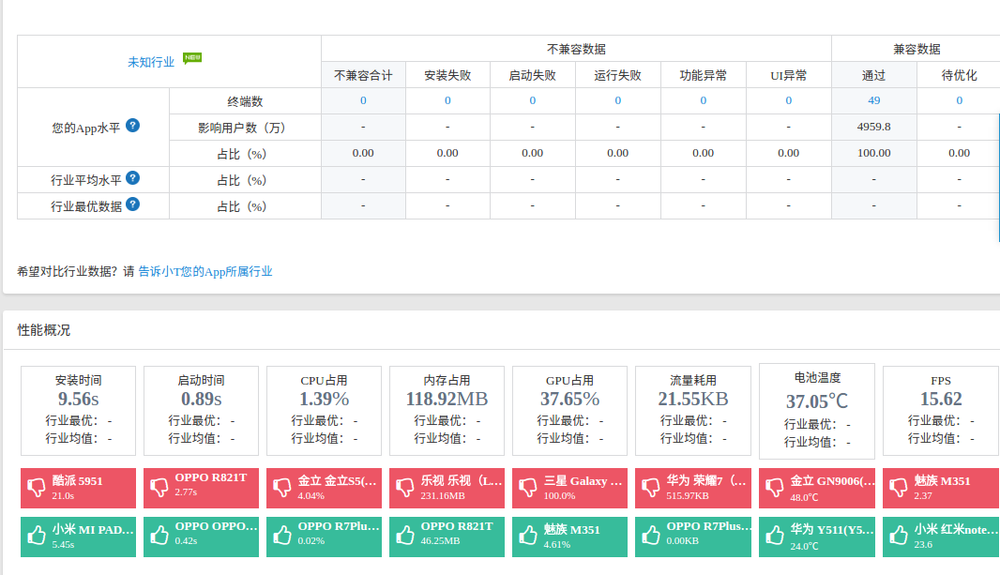 不兼容数据 兼容数据
未知行业 NEW
不兼容合计 安装失败 启动失败 运行失败 功能异常 UI异常 通过 待优化
终端数 0 0 0 0 0 0 49 0
您的App水平 ? 影响用户数（万） - - - - - - 4959.8 -
占比（%） 0.00 0.00 0.00 0.00 0.00 0.00 100.00 0.00
行业平均水平 ? 占比（%） - - - - - - - -
行业最优数据 ? 占比（%） - - - - - - - -
希望对比行业数据？请 告诉小T您的App所属行业
性能概况
安装时间 启动时间 CPU占用 内存占用 GPU占用 流量耗用 电池温度 FPS
9.56s 0.89s 1.39% 118.92MB 37.65% 21.55KB 37.05℃ 15.62
行业最优： - 行业最优： - 行业最优： - 行业最优： - 行业最优： - 行业最优： - 行业最优： - 行业最优： -
行业均值： - 行业均值： - 行业均值： - 行业均值： - 行业均值： - 行业均值： - 行业均值： - 行业均值： -
酷派 5951 OPPO R821T 金立 金立S5(... 乐视 乐视（L... 三星 Galaxy ... 华为 荣耀7（... 金立 GN9006(... 魅族 M351
21.0s 2.77s 4.04% 231.16MB 100.0% 515.97KB 48.0℃ 2.37
小米 MI PAD... OPPO OPPO... OPPO R7Plu... OPPO R821T 魅族 M351 OPPO R7Plus... 华为 Y511(Y5... 小米 红米note...
5.45s 0.42s 0.02% 46.25MB 4.61% 0.00KB 24.0℃ 23.6